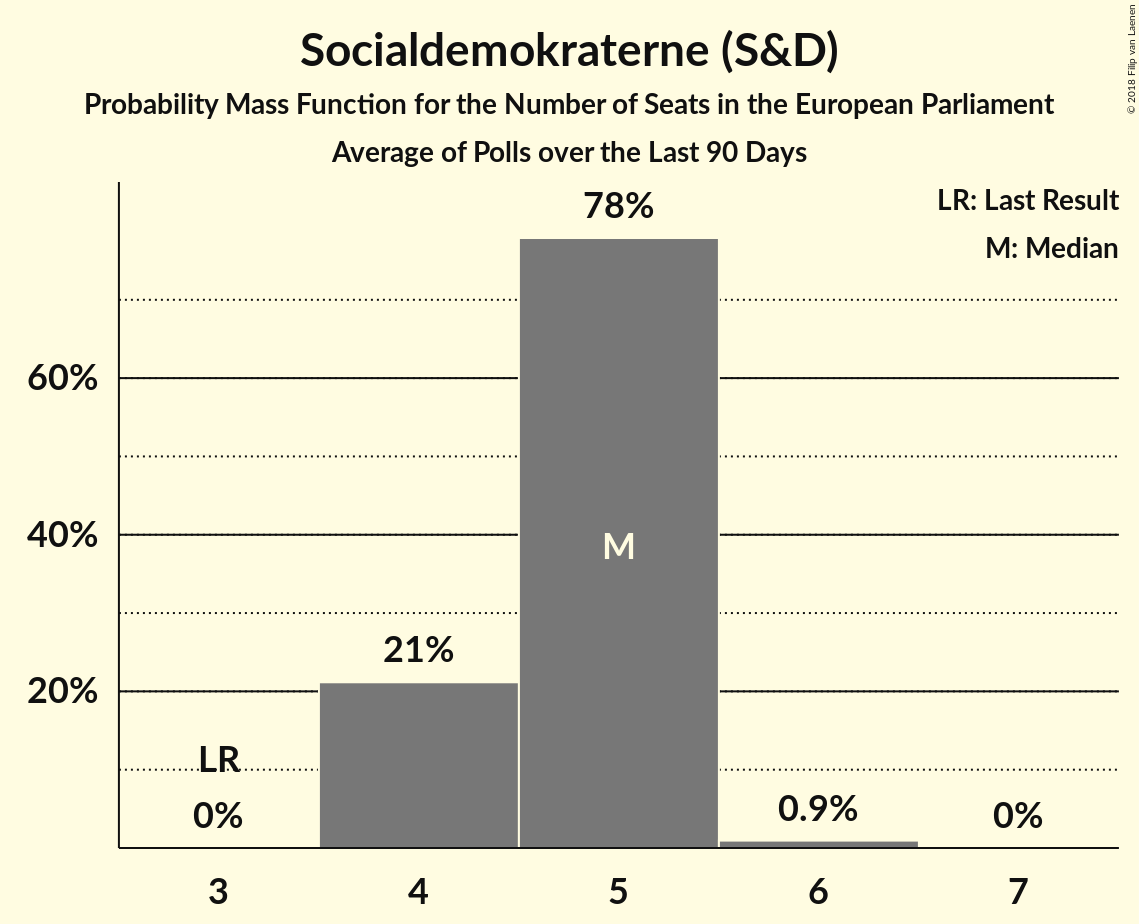 Socialdemokraterne (S&D)
Probability Mass Function for the Number of Seats in the European Parliament
Average of Polls over the Last 90 Days
© 2018 Filip van Laenen
LR: Last Result
M: Median
78%
60%
40%
M
21%
20%
LR
0%
0.9%
0%
3 4 5 6 7